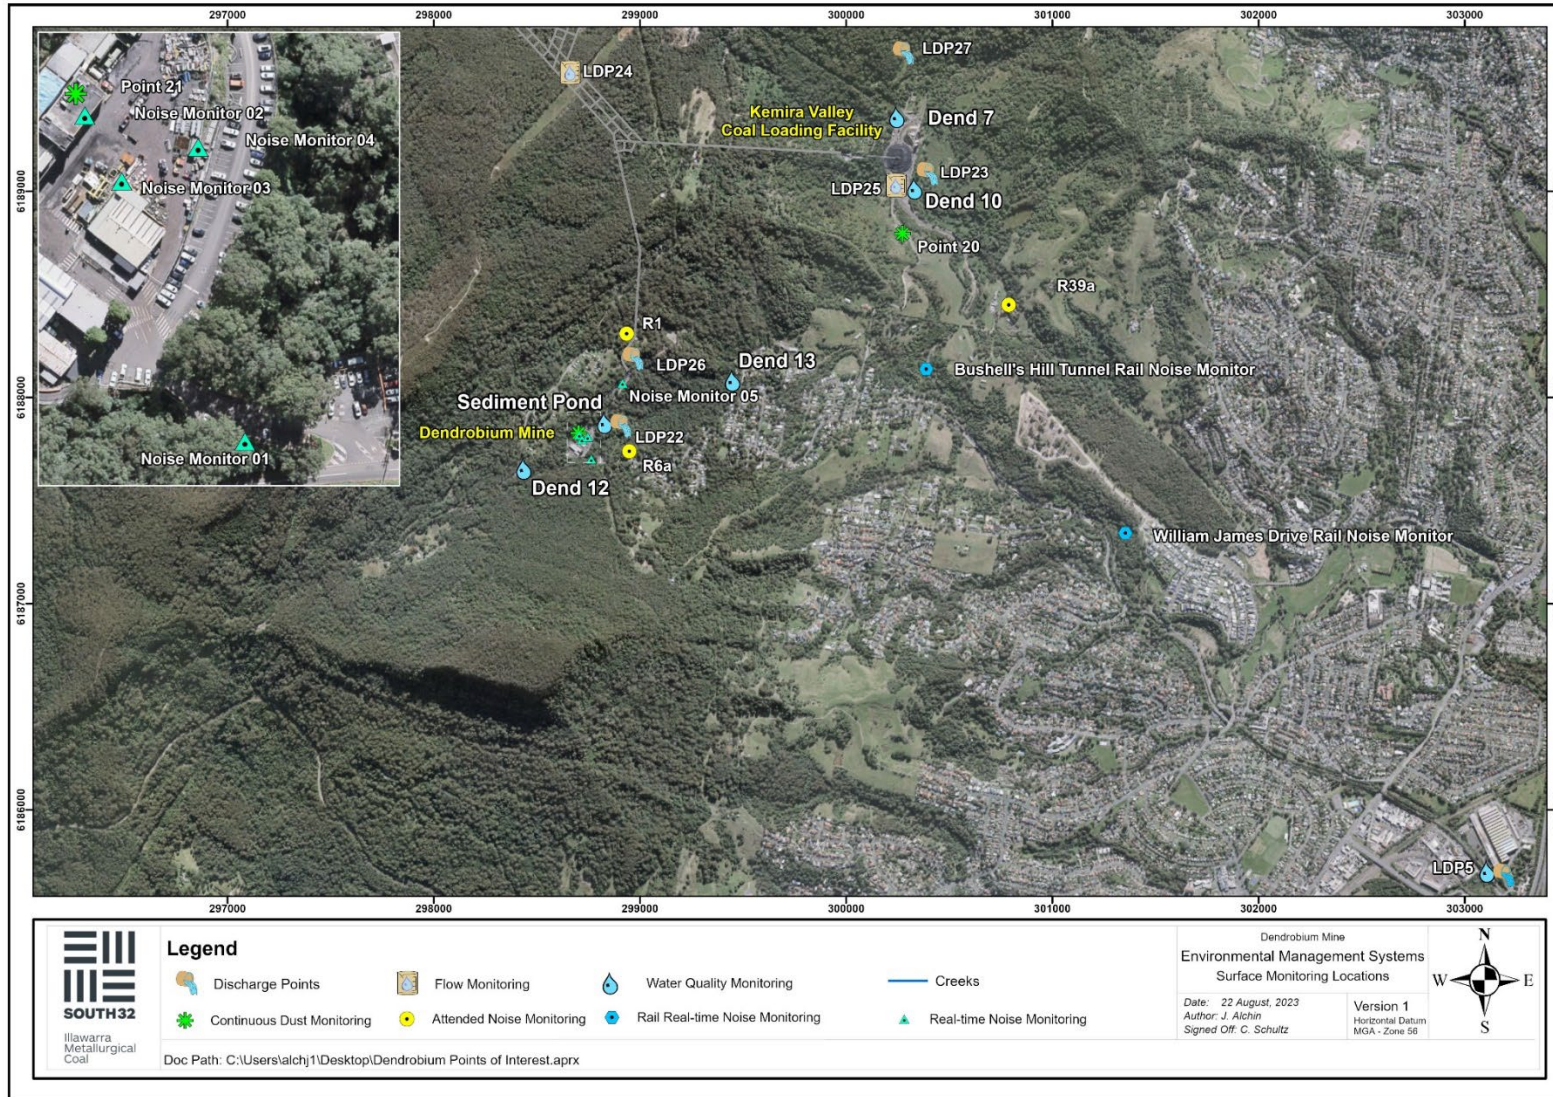 297000
298000
299000
300000
301000
302000
303000
6189000
6188000
6187000
6186000
Point 21
Noise Monitor 02
Noise Monitor 04
Noise Monitor 03
Noise Monitor 01
LDP24
LDP27
Kemira Valley
Coal Loading Facility
Dend 7
LDP23
LDP25
Dend 10
Point 20
R39a
R1
LDP26
Dend 13
Bushell's Hill Tunnel Rail Noise Monitor
Noise Monitor 05
Sediment Pond
Dendrobium Mine
LDP22
R6a
Dend 12
William James Drive Rail Noise Monitor
LDP5
297000
298000
299000
300000
301000
302000
303000
SOUTH32
Illawarra
Metallurgical
Coal
Legend
Discharge Points
Flow Monitoring
Water Quality Monitoring
Creeks
Continuous Dust Monitoring
Attended Noise Monitoring
Rail Real-time Noise Monitoring
Real-time Noise Monitoring
Doc Path: C:\Users\alchj1\Desktop\Dendrobium Points of Interest.aprx
Dendrobium Mine
Environmental Management Systems
Surface Monitoring Locations
Date: 22 August, 2023
Author: J. Alchin
Signed Off: C. Schultz
Version 1
Horizontal Datum
MGA - Zone 56
N
W
E
S